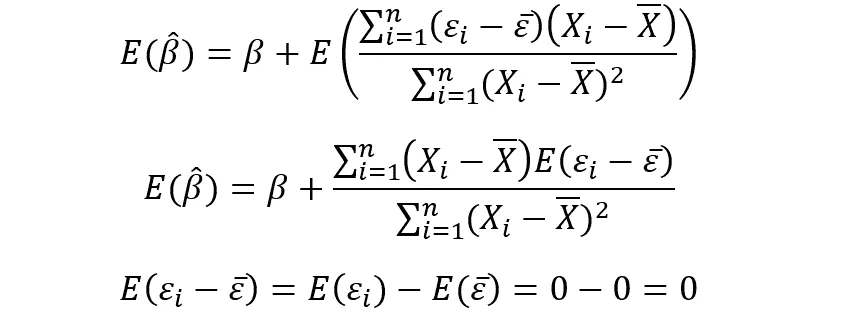 E(β̂) = β + E(∑ⁿᵢ₌₁(εᵢ − ε̄)(Xᵢ − X̄) / ∑ⁿᵢ₌₁(Xᵢ − X̄)²)
E(β̂) = β + ∑ⁿᵢ₌₁(Xᵢ − X̄)E(εᵢ − ε̄) / ∑ⁿᵢ₌₁(Xᵢ − X̄)²
E(εᵢ − ε̄) = E(εᵢ) − E(ε̄) = 0 − 0 = 0